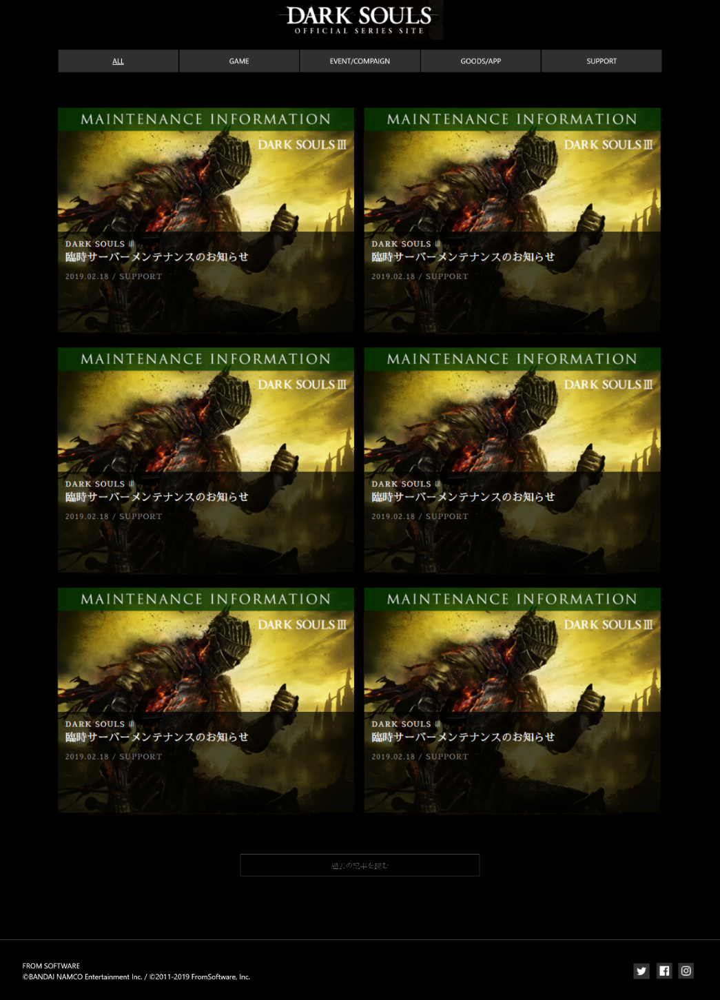 DARK SOULS
OFFICIAL SERIES SITE
ALL
GAME
EVENT/COMPAIGN
GOODS/APP
SUPPORT
MAINTENANCE INFORMATION
DARK SOULS III
DARK SOULS III
臨時サーバーメンテナンスのお知らせ
2019.02.18 / SUPPORT
MAINTENANCE INFORMATION
DARK SOULS III
DARK SOULS III
臨時サーバーメンテナンスのお知らせ
2019.02.18 / SUPPORT
MAINTENANCE INFORMATION
DARK SOULS III
DARK SOULS III
臨時サーバーメンテナンスのお知らせ
2019.02.18 / SUPPORT
MAINTENANCE INFORMATION
DARK SOULS III
DARK SOULS III
臨時サーバーメンテナンスのお知らせ
2019.02.18 / SUPPORT
MAINTENANCE INFORMATION
DARK SOULS III
DARK SOULS III
臨時サーバーメンテナンスのお知らせ
2019.02.18 / SUPPORT
MAINTENANCE INFORMATION
DARK SOULS III
DARK SOULS III
臨時サーバーメンテナンスのお知らせ
2019.02.18 / SUPPORT
過去の記事を読む
FROM SOFTWARE
©BANDAI NAMCO Entertainment Inc. / ©2011-2019 FromSoftware, Inc.